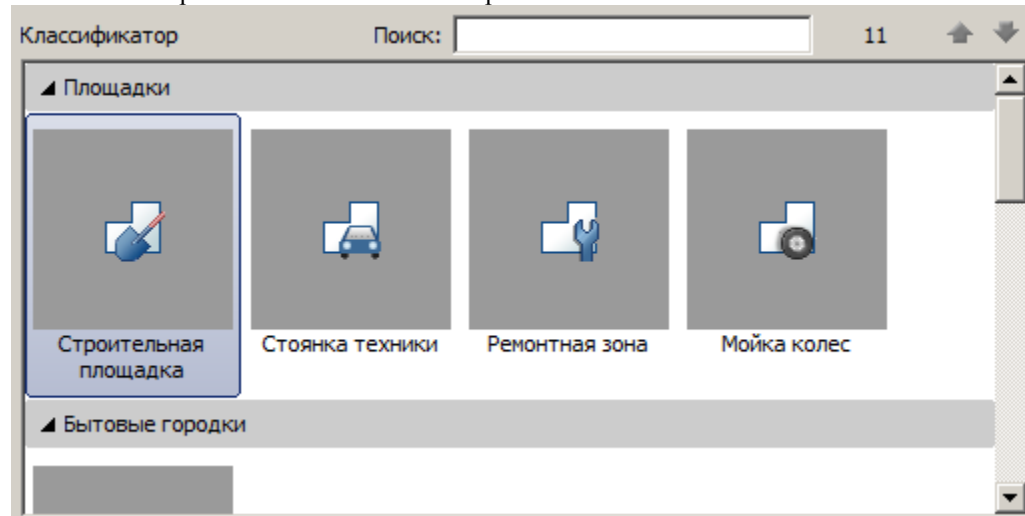 Классификатор Поиск: 11
Площадки
Строительная площадка
Стоянка техники
Ремонтная зона
Мойка колес
Бытовые городки